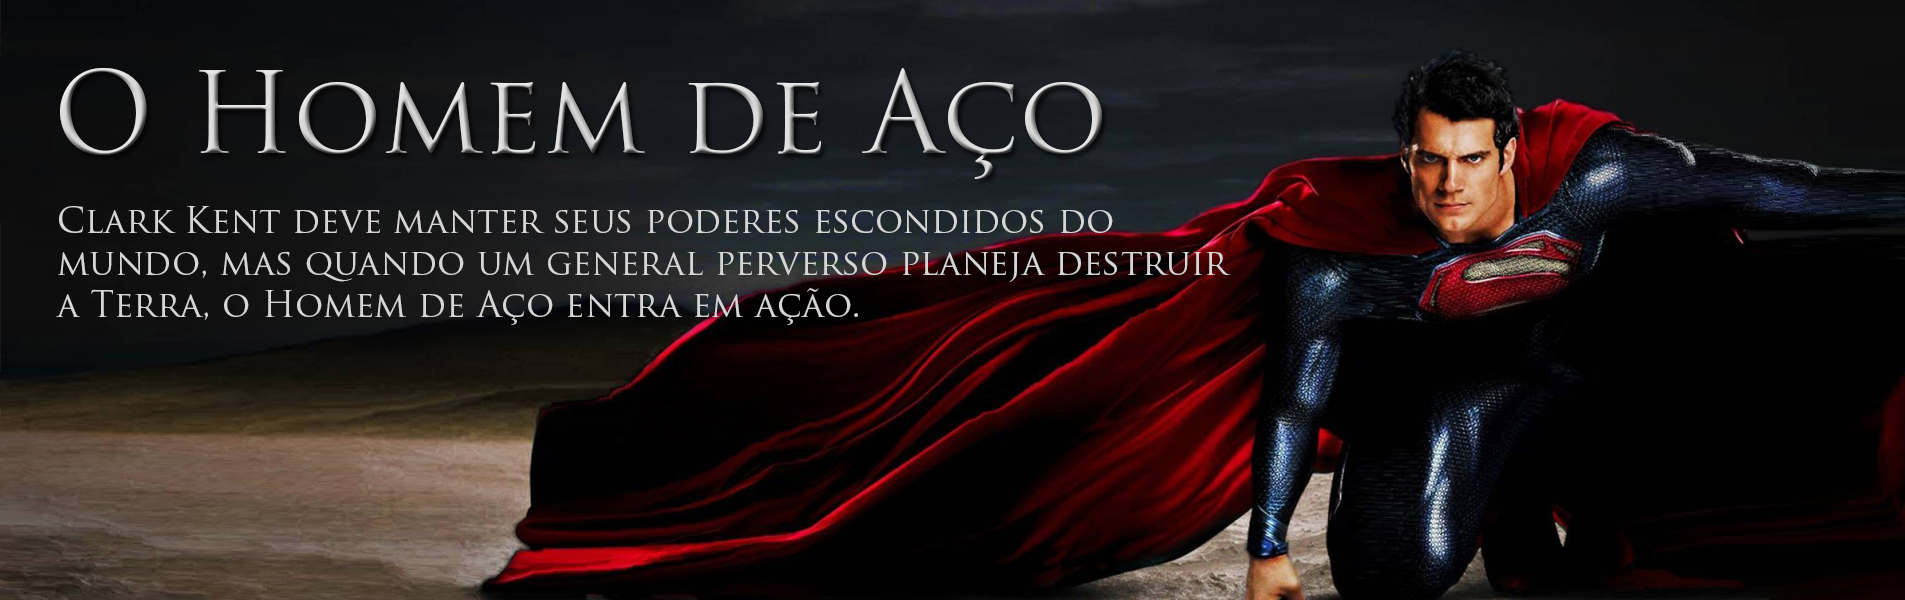 O Homem de Aço
Clark Kent deve manter seus poderes escondidos do
mundo, mas quando um general perverso planeja destruir
a Terra, o Homem de Aço entra em ação.